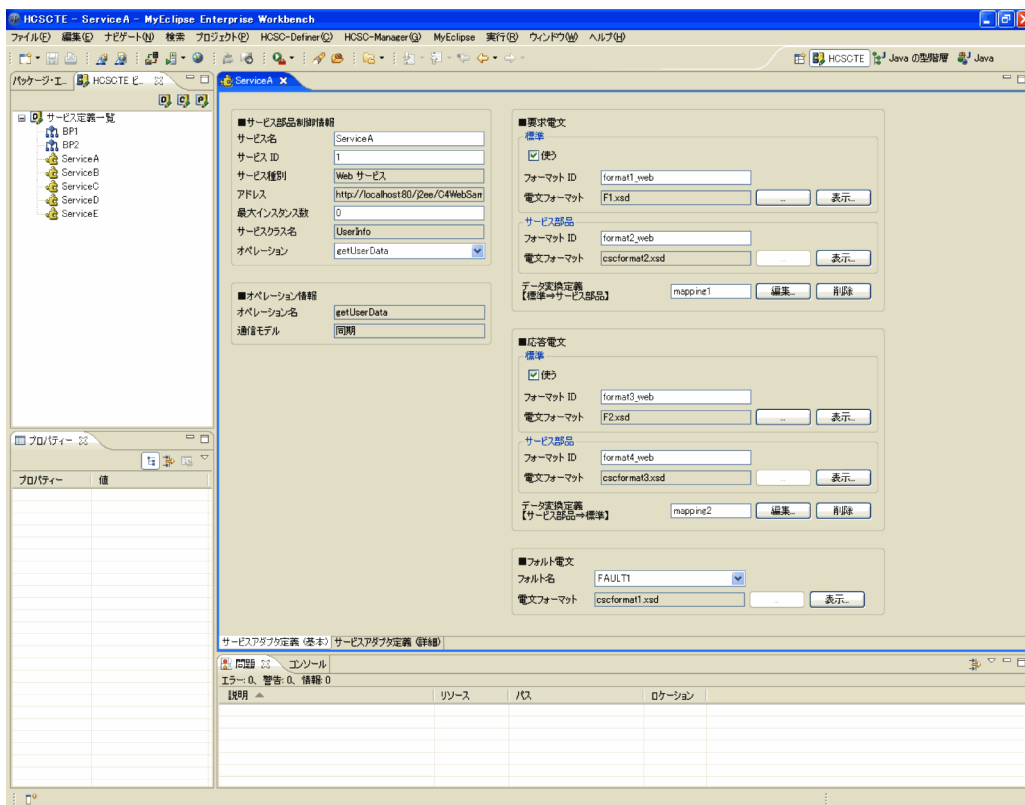 HCSCTE - ServiceA - MyEclipse Enterprise Workbench
ファイル(F) 編集(E) ナビゲート(N) 検索 プロジェクト(P) HCSC-Definer(C) HCSC-Manager(G) MyEclipse 実行(R) ウィンドウ(W) ヘルプ(H)
HCSCTE Java の型階層 Java
パッケージ・エ... HCSCTE ビ...
ServiceA
サービス定義一覧
BP1
BP2
ServiceA
ServiceB
ServiceC
ServiceD
ServiceE
■サービス部品制御情報
サービス名 ServiceA
サービス ID 1
サービス種別 Web サービス
アドレス http://localhost:80/j2ee/C4WebSam
最大インスタンス数 0
サービスクラス名 UserInfo
オペレーション getUserData
■オペレーション情報
オペレーション名 getUserData
通信モデル 同期
■要求電文
標準
使う
フォーマット ID format1_web
電文フォーマット F1.xsd ... 表示...
サービス部品
フォーマット ID format2_web
電文フォーマット cscformat2.xsd ... 表示...
データ変換定義
【標準⇒サービス部品】 mapping1 編集... 削除
■応答電文
標準
使う
フォーマット ID format3_web
電文フォーマット F2.xsd ... 表示...
サービス部品
フォーマット ID format4_web
電文フォーマット cscformat3.xsd ... 表示...
データ変換定義
【サービス部品⇒標準】 mapping2 編集... 削除
■フォルト電文
フォルト名 FAULT1
電文フォーマット cscformat1.xsd ... 表示...
サービスアダプタ定義 (基本) サービスアダプタ定義 (詳細)
プロパティー
プロパティー 値
問題 コンソール
エラー: 0、警告: 0、情報: 0
説明 リソース パス ロケーション